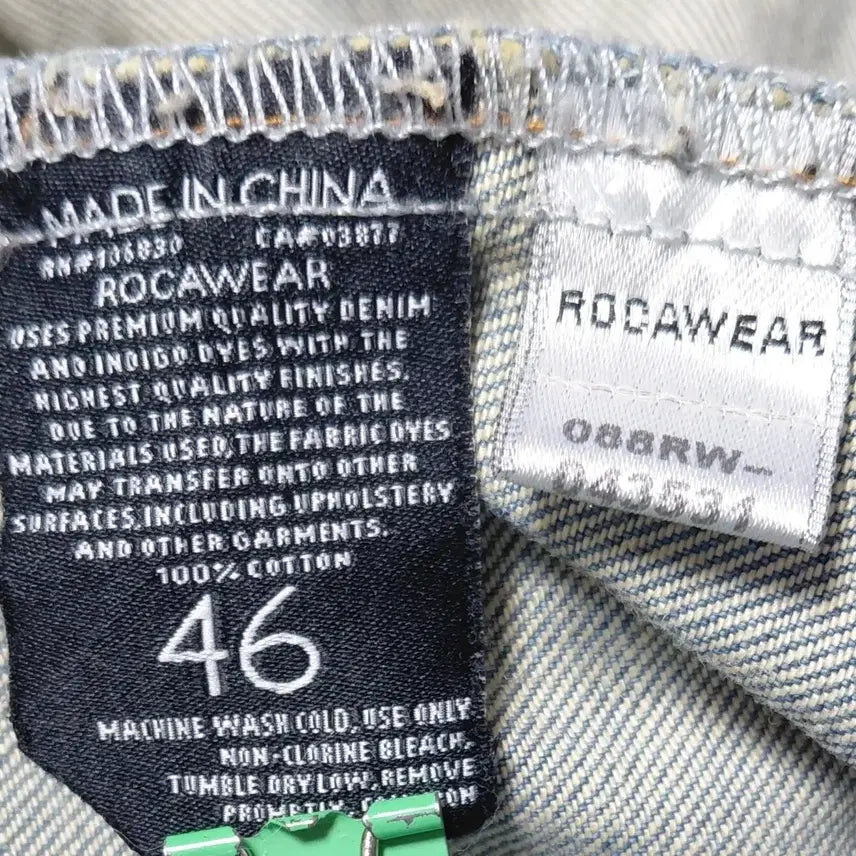 MADE IN CHINA
RN#106830 CA#03877
ROCAWEAR
USES PREMIUM QUALITY DENIM
AND INDIGO DYES WITH THE
HIGHEST QUALITY FINISHES.
DUE TO THE NATURE OF THE
MATERIALS USED, THE FABRIC DYES
MAY TRANSFER ONTO OTHER
SURFACES, INCLUDING UPHOLSTERY
AND OTHER GARMENTS.
100% COTTON
46
MACHINE WASH COLD, USE ONLY
NON-CLORINE BLEACH.
TUMBLE DRY LOW, REMOVE
PROMPTLY,
ROCAWEAR
088RW-
043531